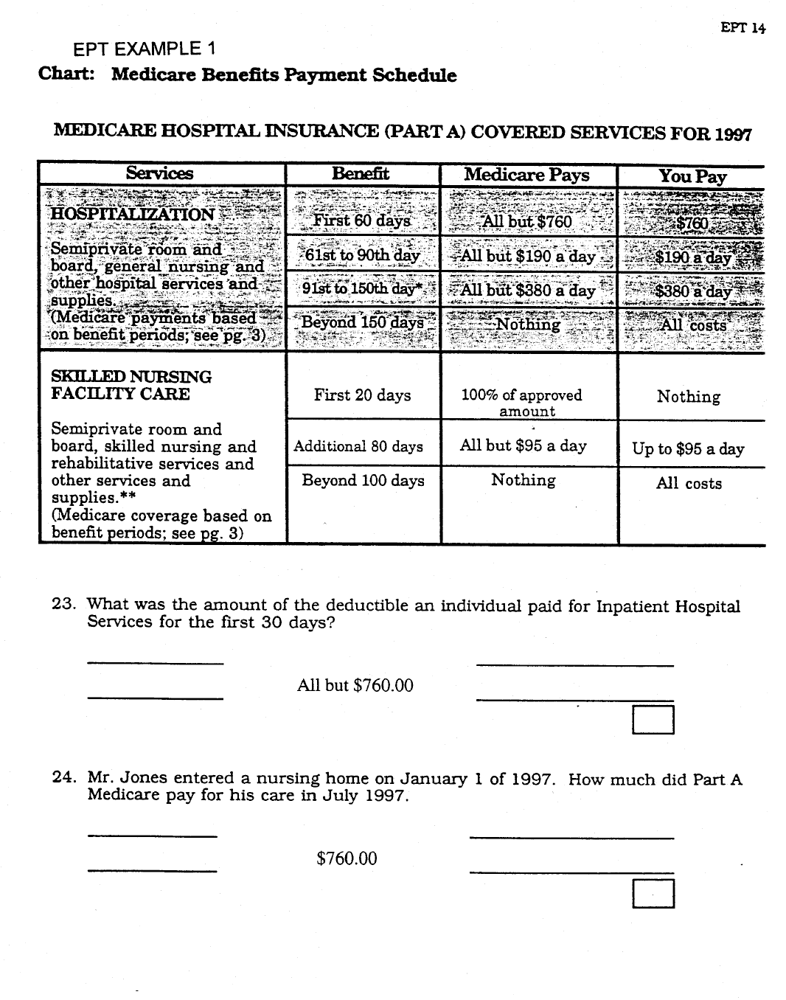 EPT 14
EPT EXAMPLE 1
Chart: Medicare Benefits Payment Schedule
MEDICARE HOSPITAL INSURANCE (PART A) COVERED SERVICES FOR 1997
Services Benefit Medicare Pays You Pay
HOSPITALIZATION
Semiprivate room and
board, general nursing and
other hospital services and
supplies.
(Medicare payments based
on benefit periods; see pg. 3)
First 60 days All but $760 $760
61st to 90th day All but $190 a day $190 a day
91st to 150th day* All but $380 a day $380 a day
Beyond 150 days Nothing All costs
SKILLED NURSING
FACILITY CARE
Semiprivate room and
board, skilled nursing and
rehabilitative services and
other services and
supplies.**
(Medicare coverage based on
benefit periods; see pg. 3)
First 20 days 100% of approved Nothing
amount
Additional 80 days All but $95 a day Up to $95 a day
Beyond 100 days Nothing All costs
23. What was the amount of the deductible an individual paid for Inpatient Hospital
Services for the first 30 days?
All but $760.00
24. Mr. Jones entered a nursing home on January 1 of 1997. How much did Part A
Medicare pay for his care in July 1997.
$760.00